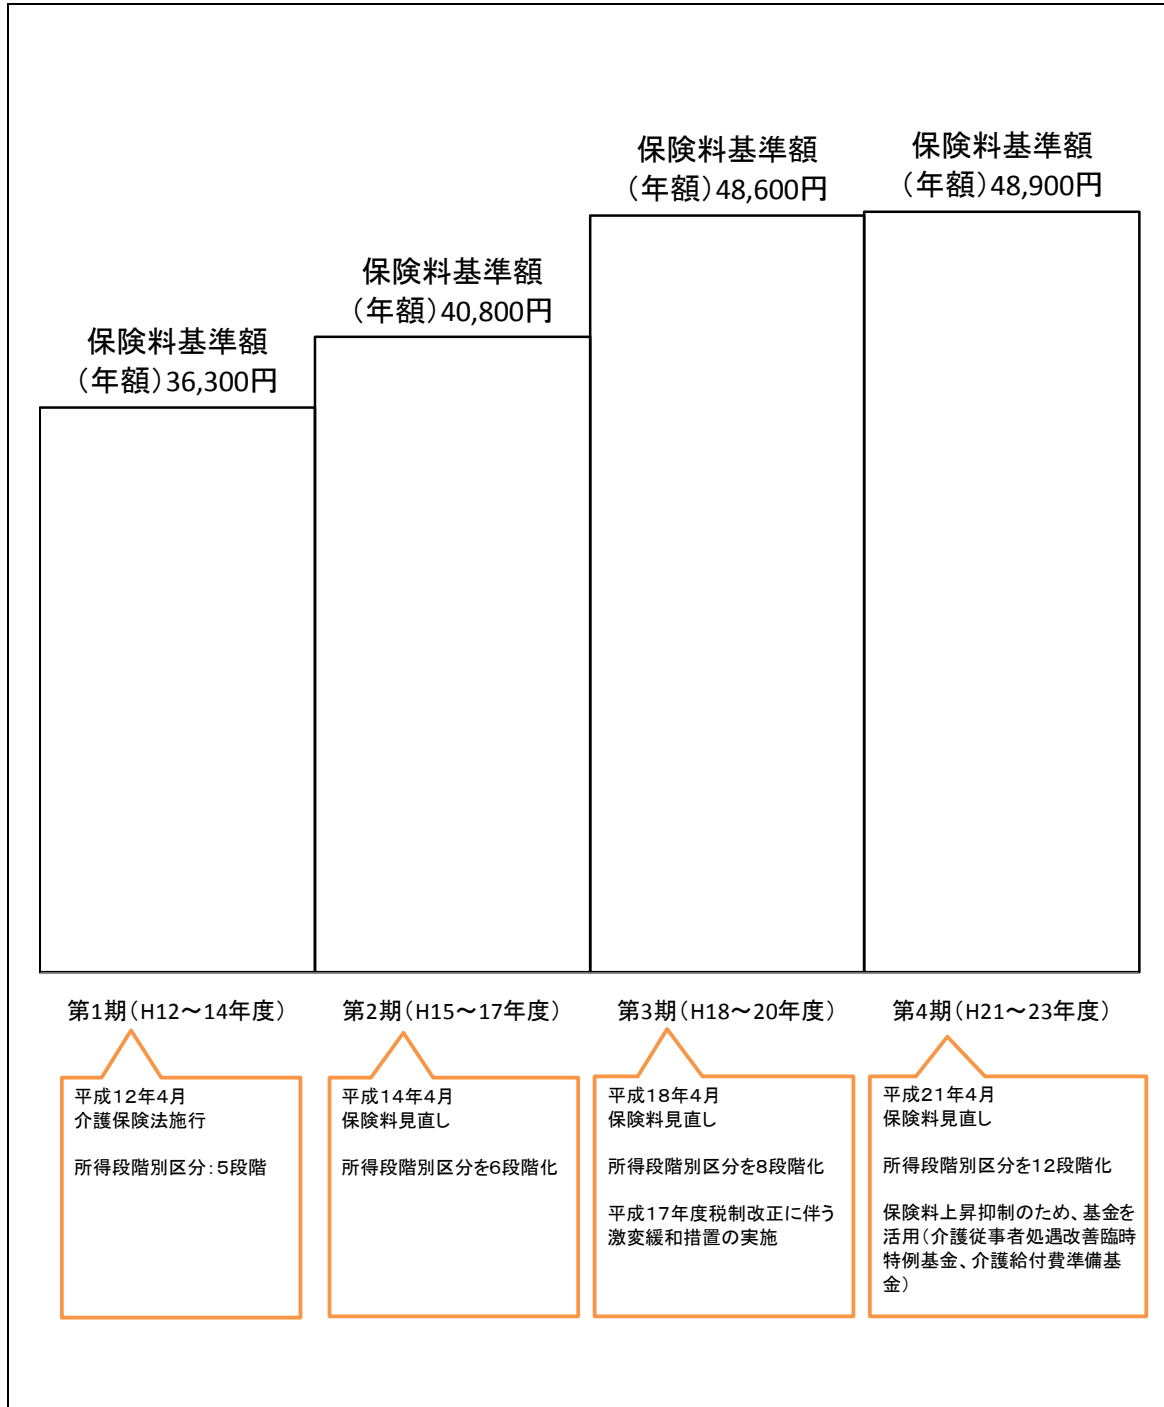 保険料基準額
（年額）36,300円
保険料基準額
（年額）40,800円
保険料基準額
（年額）48,600円
保険料基準額
（年額）48,900円
第1期（H12～14年度）
第2期（H15～17年度）
第3期（H18～20年度）
第4期（H21～23年度）
平成１２年４月
介護保険法施行
所得段階別区分：５段階
平成１４年４月
保険料見直し
所得段階別区分を６段階化
平成１８年４月
保険料見直し
所得段階別区分を８段階化
平成１７年度税制改正に伴う
激変緩和措置の実施
平成２１年４月
保険料見直し
所得段階別区分を１２段階化
保険料上昇抑制のため、基金を
活用（介護従事者処遇改善臨時
特例基金、介護給付費準備基
金）